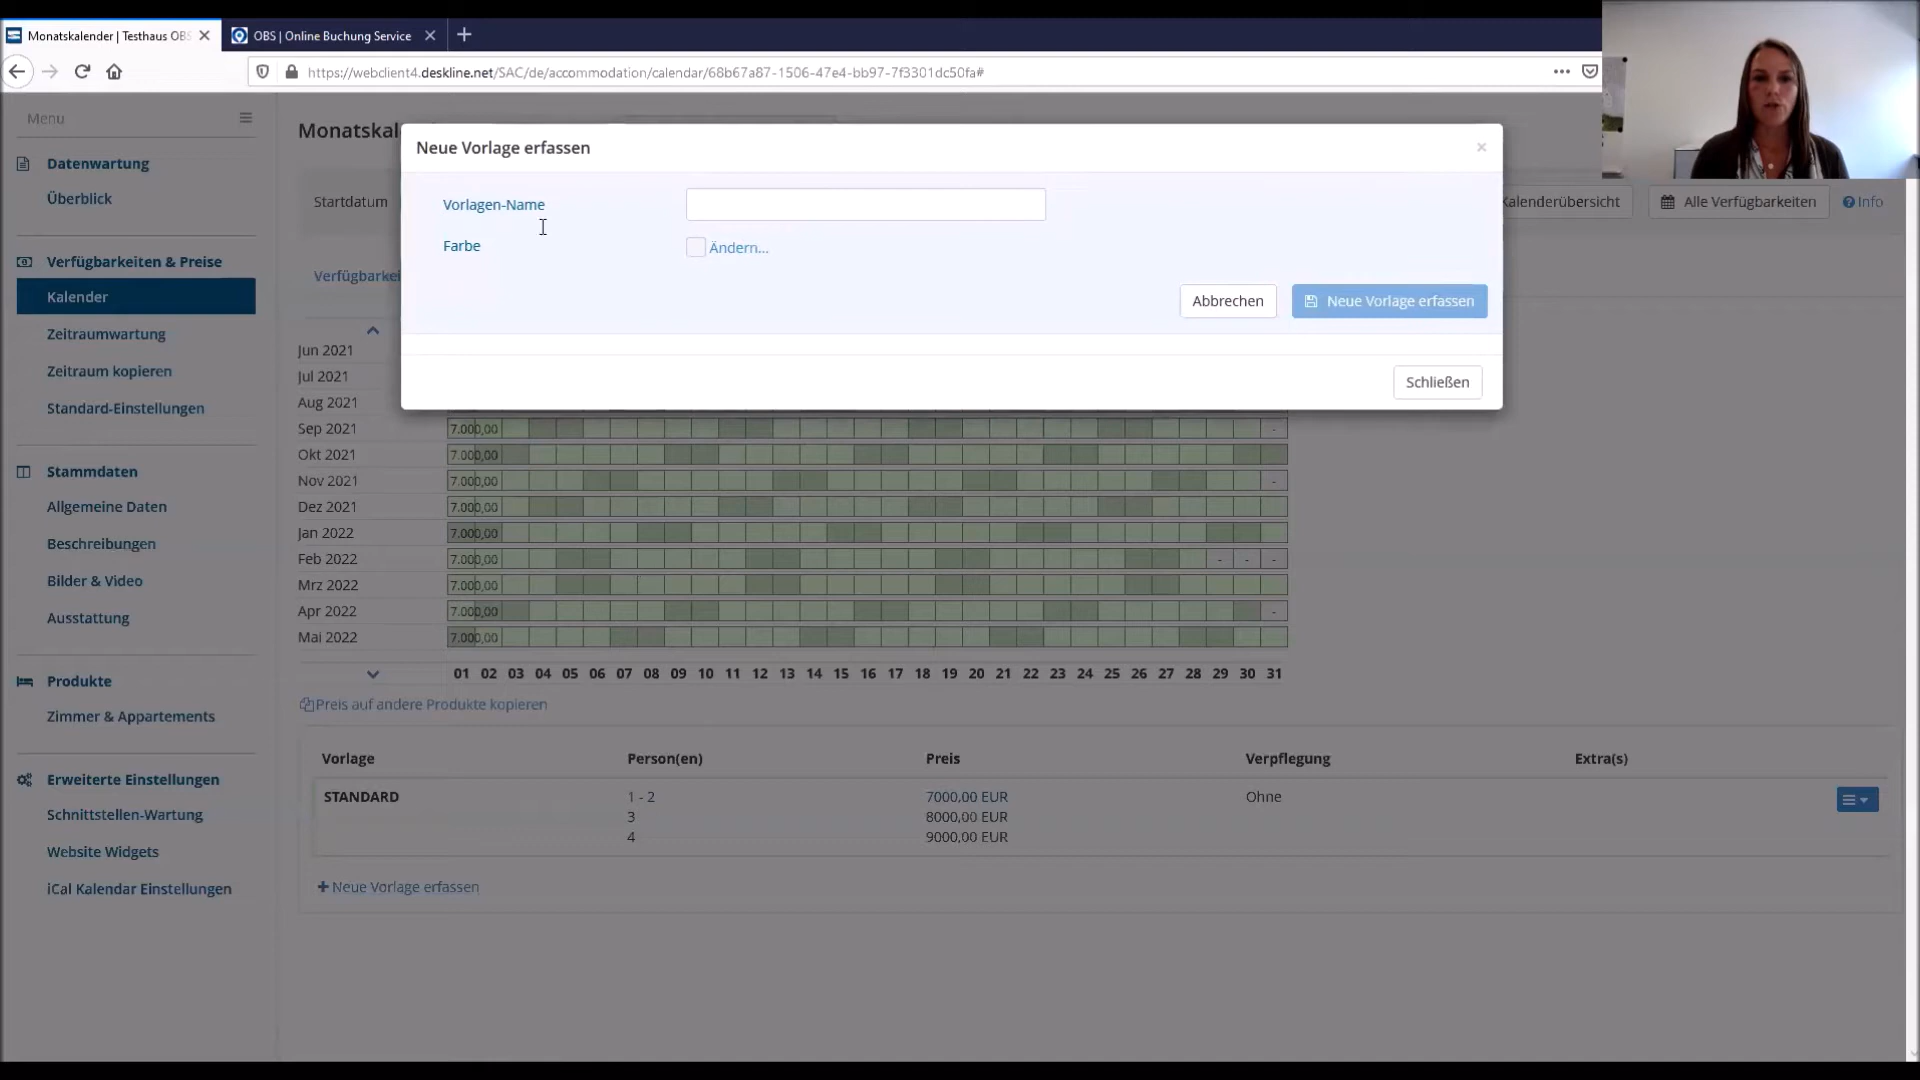 Monatskalender | Testhaus OBS
OBS | Online Buchung Service
https://webclient4.deskline.net/SAC/de/accommodation/calendar/68b67a87-1506-47e4-bb97-7f3301dc50fa#
Menu
Datenwartung
Überblick
Verfügbarkeiten & Preise
Kalender
Zeitraumwartung
Zeitraum kopieren
Standard-Einstellungen
Stammdaten
Allgemeine Daten
Beschreibungen
Bilder & Video
Ausstattung
Produkte
Zimmer & Appartements
Erweiterte Einstellungen
Schnittstellen-Wartung
Website Widgets
iCal Kalendar Einstellungen
Monatskal
Startdatum
Kalenderübersicht
Alle Verfügbarkeiten
Info
Verfügbarkei
Neue Vorlage erfassen
×
Vorlagen-Name
Farbe
Ändern...
Abbrechen
Neue Vorlage erfassen
Schließen
Jun 2021
Jul 2021
Aug 2021
Sep 2021 7.000,00 -
Okt 2021 7.000,00
Nov 2021 7.000,00 -
Dez 2021 7.000,00
Jan 2022 7.000,00
Feb 2022 7.000,00 - - -
Mrz 2022 7.000,00
Apr 2022 7.000,00 -
Mai 2022 7.000,00
01 02 03 04 05 06 07 08 09 10 11 12 13 14 15 16 17 18 19 20 21 22 23 24 25 26 27 28 29 30 31
Preis auf andere Produkte kopieren
Vorlage Person(en) Preis Verpflegung Extra(s)
STANDARD 1 - 2 7000,00 EUR Ohne
3 8000,00 EUR
4 9000,00 EUR
+ Neue Vorlage erfassen